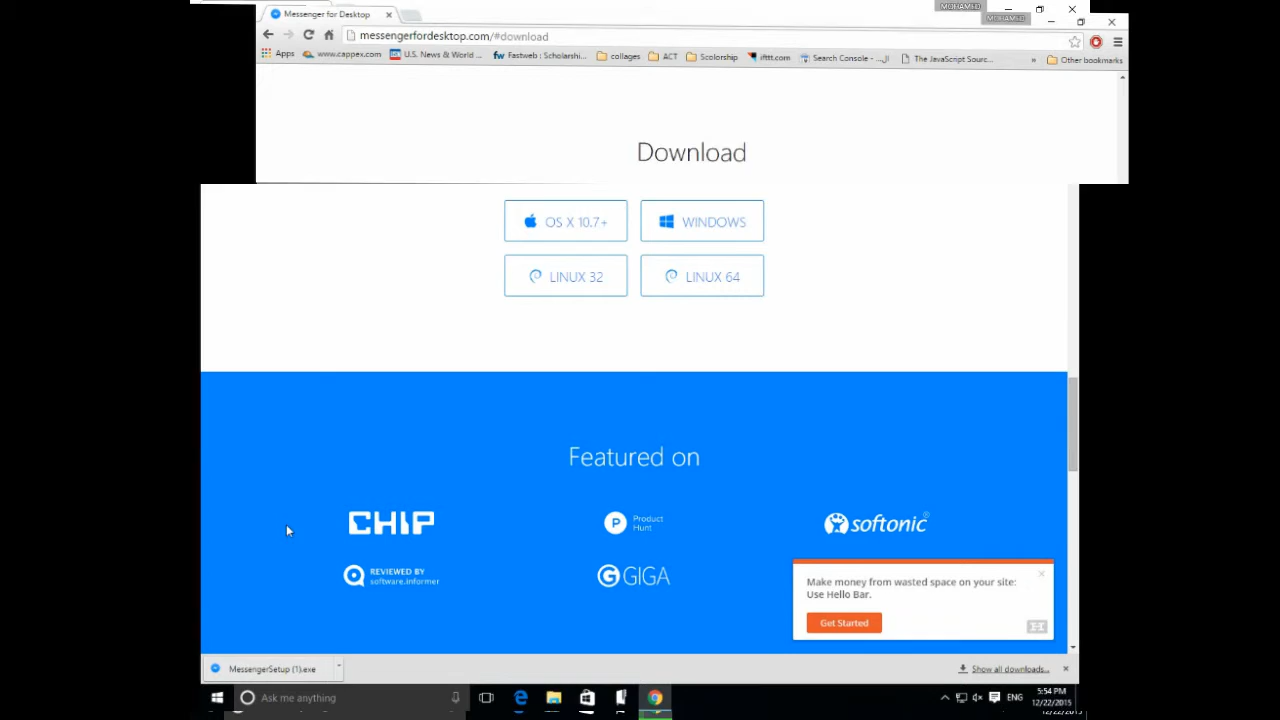 MOHAMED
Messenger for Desktop
MOHAMED
messengerfordesktop.com/#download
Apps
www.cappex.com
U.S. News & World ...
Fastweb : Scholarshi...
collages
ACT
Scolorship
ifttt.com
Search Console - ...ال
The JavaScript Sourc...
»
Other bookmarks
Download
OS X 10.7+
WINDOWS
LINUX 32
LINUX 64
Featured on
CHIP
Product
Hunt
softonic
REVIEWED BY
software.informer
GIGA
Make money from wasted space on your site:
Use Hello Bar.
Get Started
MessengerSetup (1).exe
Show all downloads...
Ask me anything
ENG
5:54 PM
12/22/2015